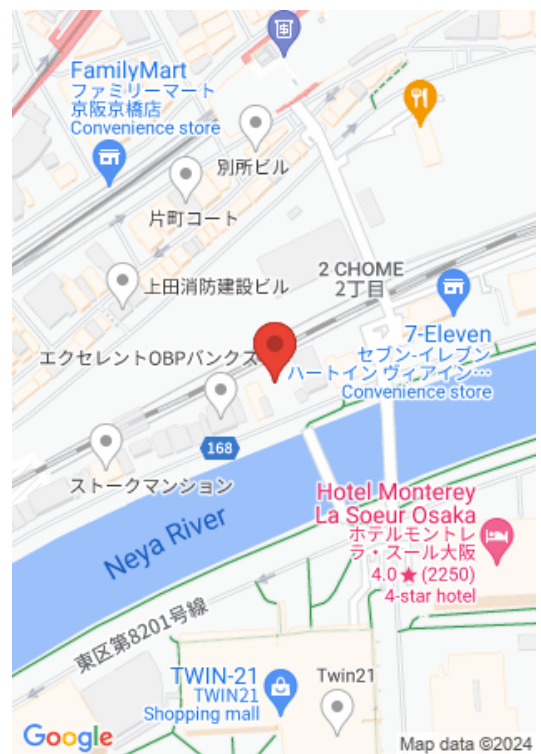 FamilyMart
ファミリーマート
京阪京橋店
Convenience store
別所ビル
片町コート
上田消防建設ビル
2 CHOME
2丁目
7-Eleven
セブン-イレブン
ハートイン ヴィアイン…
Convenience store
エクセレントOBPバンクス
168
ストークマンション
Neya River
Hotel Monterey
La Soeur Osaka
ホテルモントレ
ラ・スール大阪
4.0 ★ (2250)
4-star hotel
東区第8201号線
TWIN-21
TWIN21
Shopping mall
Twin21
Google
Map data ©2024